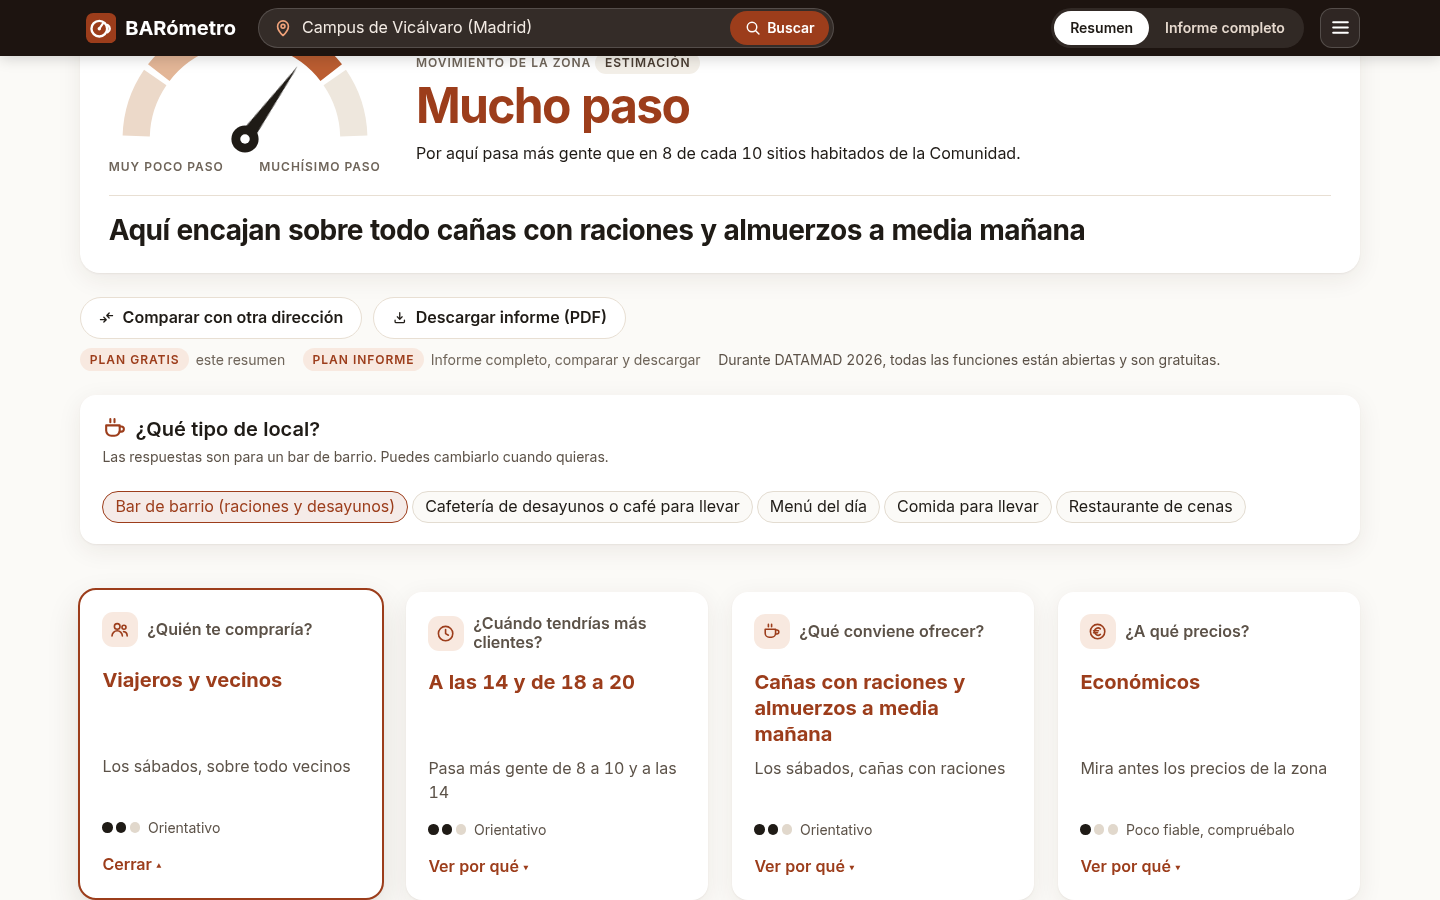 BARómetro
Campus de Vicálvaro (Madrid)
Buscar
Resumen
Informe completo
MOVIMIENTO DE LA ZONA ESTIMACIÓN
Mucho paso
Por aquí pasa más gente que en 8 de cada 10 sitios habitados de la Comunidad.
MUY POCO PASO
MUCHÍSIMO PASO
Aquí encajan sobre todo cañas con raciones y almuerzos a media mañana
Comparar con otra dirección
Descargar informe (PDF)
PLAN GRATIS este resumen PLAN INFORME Informe completo, comparar y descargar Durante DATAMAD 2026, todas las funciones están abiertas y son gratuitas.
¿Qué tipo de local?
Las respuestas son para un bar de barrio. Puedes cambiarlo cuando quieras.
Bar de barrio (raciones y desayunos)
Cafetería de desayunos o café para llevar
Menú del día
Comida para llevar
Restaurante de cenas
¿Quién te compraría?
Viajeros y vecinos
Los sábados, sobre todo vecinos
Orientativo
Cerrar ▴
¿Cuándo tendrías más
clientes?
A las 14 y de 18 a 20
Pasa más gente de 8 a 10 y a las
14
Orientativo
Ver por qué ▾
¿Qué conviene ofrecer?
Cañas con raciones y
almuerzos a media
mañana
Los sábados, cañas con raciones
Orientativo
Ver por qué ▾
¿A qué precios?
Económicos
Mira antes los precios de la zona
Poco fiable, compruébalo
Ver por qué ▾